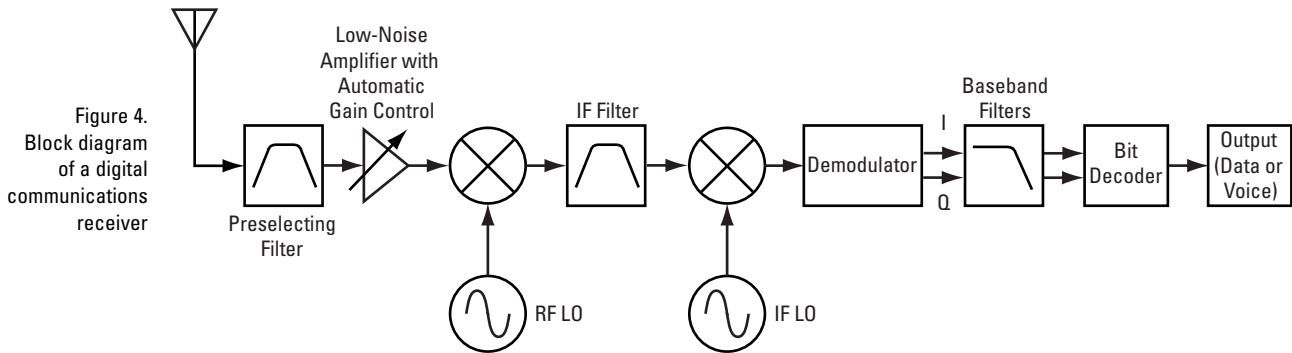 Figure 4.
Block diagram
of a digital
communications
receiver
Low-Noise
Amplifier with
Automatic
Gain Control
Preselecting
Filter
RF LO
IF Filter
IF LO
Demodulator
I
Q
Baseband
Filters
Bit
Decoder
Output
(Data or
Voice)